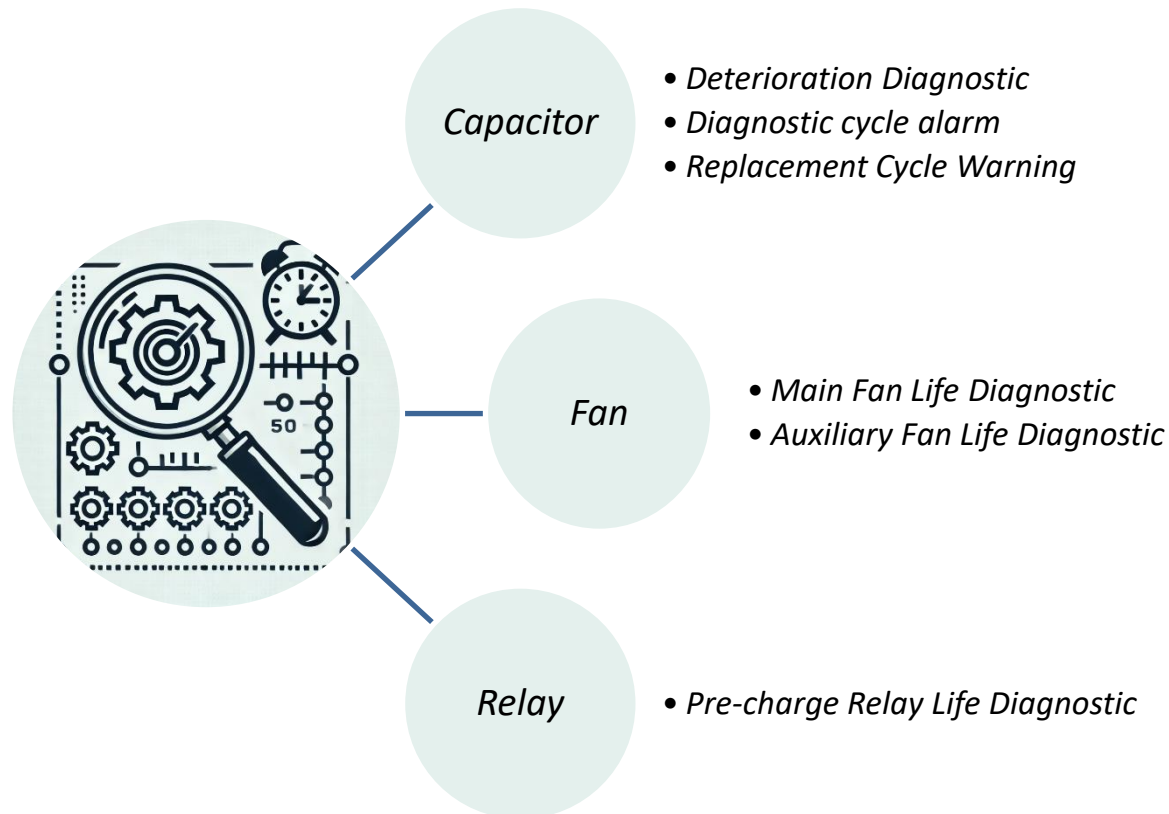 Capacitor
• Deterioration Diagnostic
• Diagnostic cycle alarm
• Replacement Cycle Warning
50
Fan
• Main Fan Life Diagnostic
• Auxiliary Fan Life Diagnostic
Relay
• Pre-charge Relay Life Diagnostic